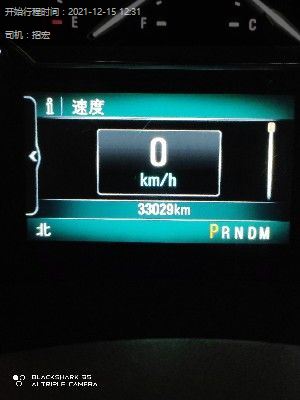 开始行程时间：2021-12-15 12:31
E F
司机：招宏
i 速度
0
km/h
33029km
北 PRNDM
BLACKSHARK 3S
AI TRIPLE CAMERA